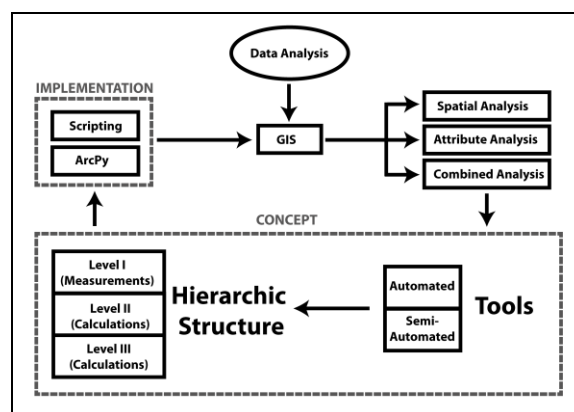 Data Analysis
IMPLEMENTATION
Scripting
ArcPy
GIS
Spatial Analysis
Attribute Analysis
Combined Analysis
CONCEPT
Level I
(Measurements)
Level II
(Calculations)
Level III
(Calculations)
Hierarchic
Structure
Automated
Semi-
Automated
Tools